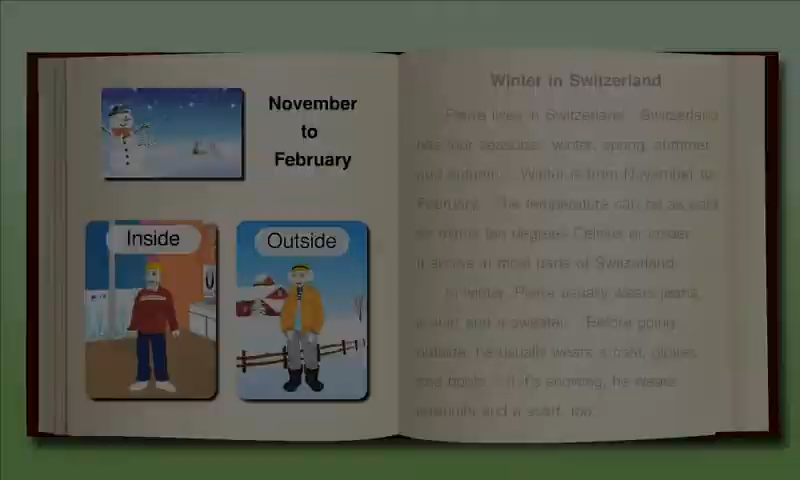 November
to
February
Inside
Outside
Winter in Switzerland
Pierre lives in Switzerland. Switzerland
has four seasons: winter, spring, summer
and autumn. Winter is from November to
February. The temperature can be as cold
as minus ten degrees Celsius or colder.
It snows in most parts of Switzerland.
In winter, Pierre usually wears jeans,
a shirt and a sweater. Before going
outside, he usually wears a coat, gloves
and boots. If it's snowing, he wears
earmuffs and a scarf, too.